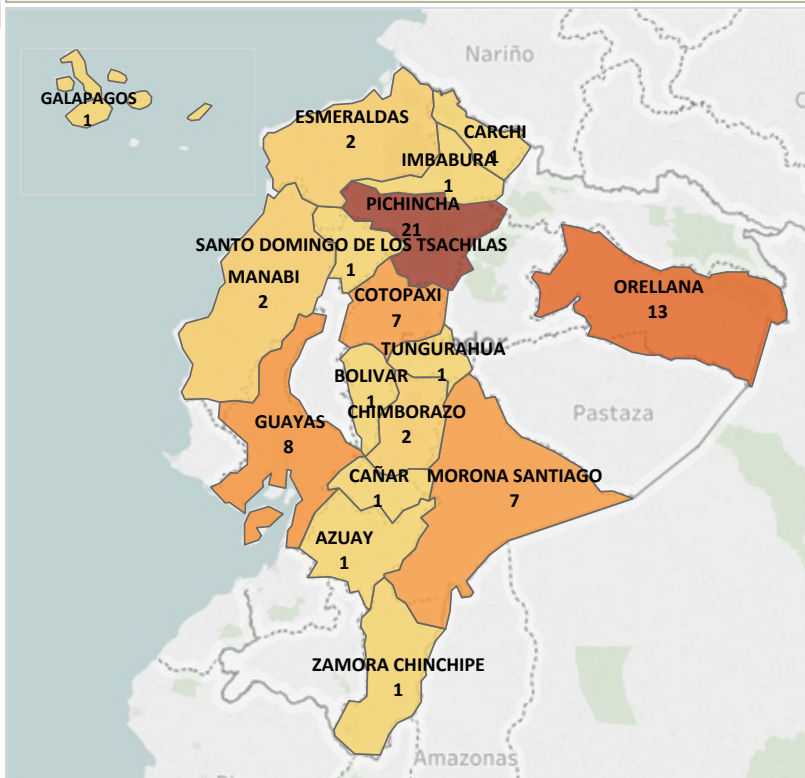 Nariño
GALAPAGOS
1
ESMERALDAS
2
CARCHI
1
IMBABURA
1
PICHINCHA
21
SANTO DOMINGO DE LOS TSACHILAS
1
MANABI
2
ORELLANA
13
COTOPAXI
7
TUNGURAHUA
1
BOLIVAR
1
Pastaza
CHIMBORAZO
2
GUAYAS
8
CAÑAR
1
MORONA SANTIAGO
7
AZUAY
1
ZAMORA CHINCHIPE
1
Amazonas